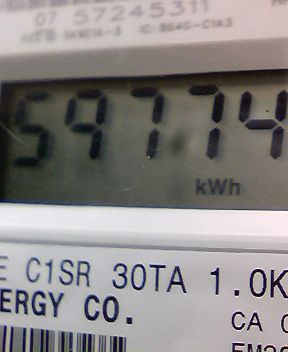 07 57245311
59774
kWh
E C1SR 30TA 1.0K
ERGY CO.
CA